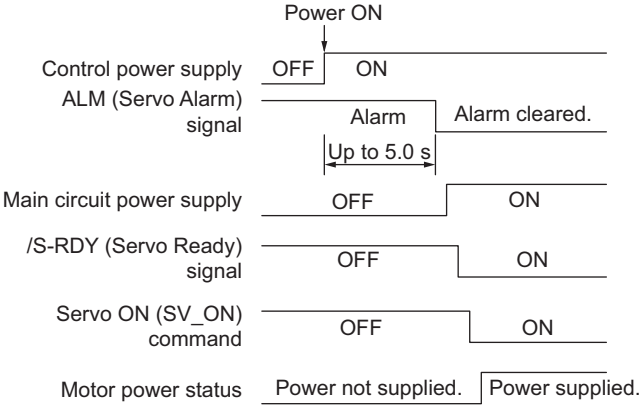 Power ON
Control power supply OFF ON
ALM (Servo Alarm)
signal
Alarm Alarm cleared.
Up to 5.0 s
Main circuit power supply OFF ON
/S-RDY (Servo Ready)
signal
OFF ON
Servo ON (SV_ON)
command
OFF ON
Motor power status Power not supplied. Power supplied.